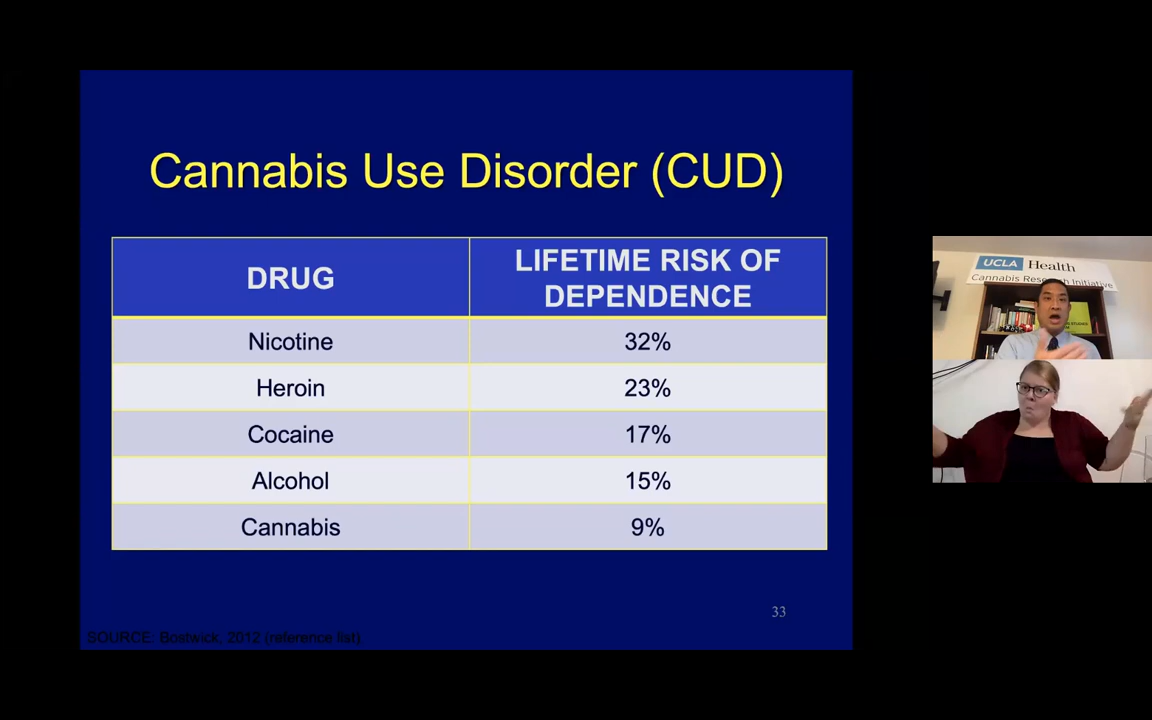 Cannabis Use Disorder (CUD)
DRUG
LIFETIME RISK OF
DEPENDENCE
Nicotine 32%
Heroin 23%
Cocaine 17%
Alcohol 15%
Cannabis 9%
33
SOURCE: Bostwick, 2012 (reference list)
UCLA Health
Cannabis Research Initiative